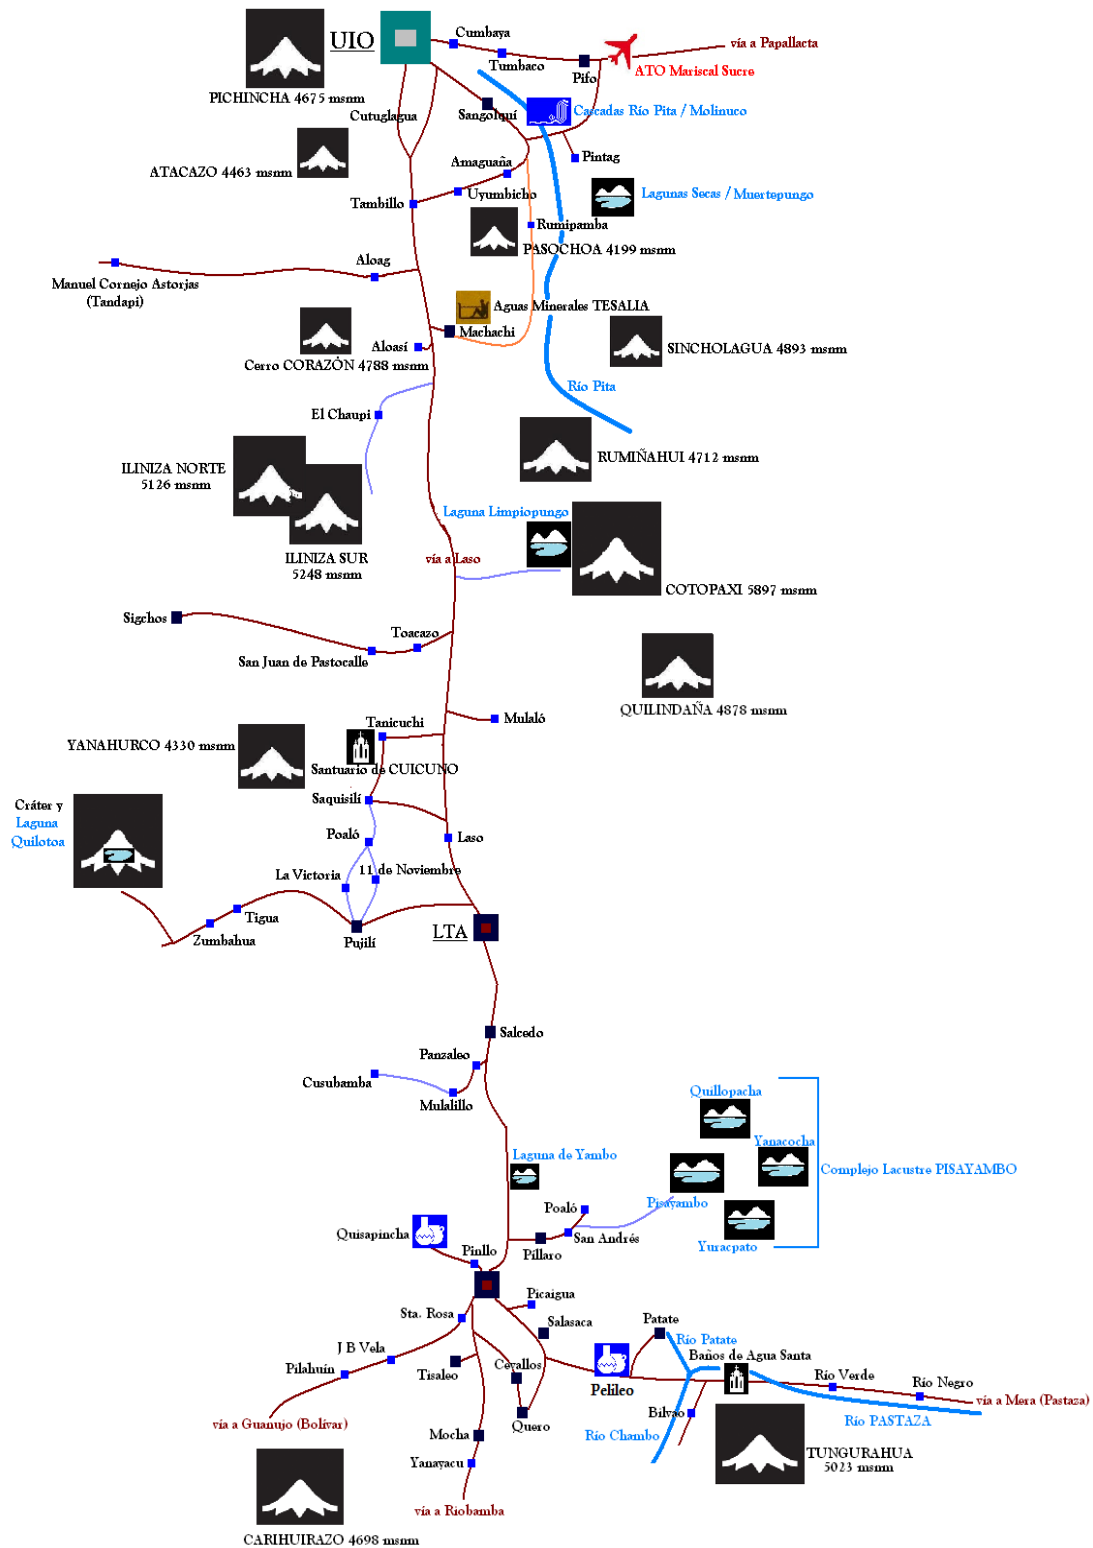 UIO
Cumbaya
vía a Papallacta
Tumbaco
Pifo
ATO Mariscal Sucre
PICHINCHA 4675 msnm
Cutuglagua
Sangolquí
Cascadas Río Pita / Molinuco
ATACAZO 4463 msnm
Amaguaña
Pintag
Uyumbicho
Tambillo
Lagunas Secas / Muertepungo
Rumipamba
PASOCHOA 4199 msnm
Aloag
Manuel Cornejo Astorjas
(Tandapi)
Aguas Minerales TESALIA
Machachi
Aloasí
SINCHOLAGUA 4893 msnm
Cerro CORAZÓN 4788 msnm
Río Pita
El Chaupi
ILINIZA NORTE
5126 msnm
RUMIÑAHUI 4712 msnm
Laguna Limpiopungo
ILINIZA SUR
5248 msnm
vía a Laso
COTOPAXI 5897 msnm
Sigchos
Toacazo
San Juan de Pastocalle
QUILINDAÑA 4878 msnm
Mulaló
Tanicuchi
YANAHURCO 4330 msnm
Santuario de CUICUNO
Saquisilí
Cráter y
Laguna
Quilotoa
Poaló
Laso
La Victoria
11 de Noviembre
Tigua
Zumbahua
Pujilí
LTA
Salcedo
Panzaleo
Cusubamba
Mulalillo
Quillopacha
Yanacocha
Laguna de Yambo
Complejo Lacustre PISAYAMBO
Pisayambo
Poaló
Quisapincha
San Andrés
Píllaro
Yuracpato
Pinllo
Picaigua
Sta. Rosa
Salasaca
Patate
Río Patate
J B Vela
Baños de Agua Santa
Pilahuin
Tisaleo
Cevallos
Pelileo
Río Verde
Río Negro
vía a Mera (Pastaza)
vía a Guanujo (Bolívar)
Quero
Bilvao
Río PASTAZA
Mocha
Río Chambo
Yanayacu
TUNGURAHUA
5023 msnm
vía a Riobamba
CARIHUIRAZO 4698 msnm